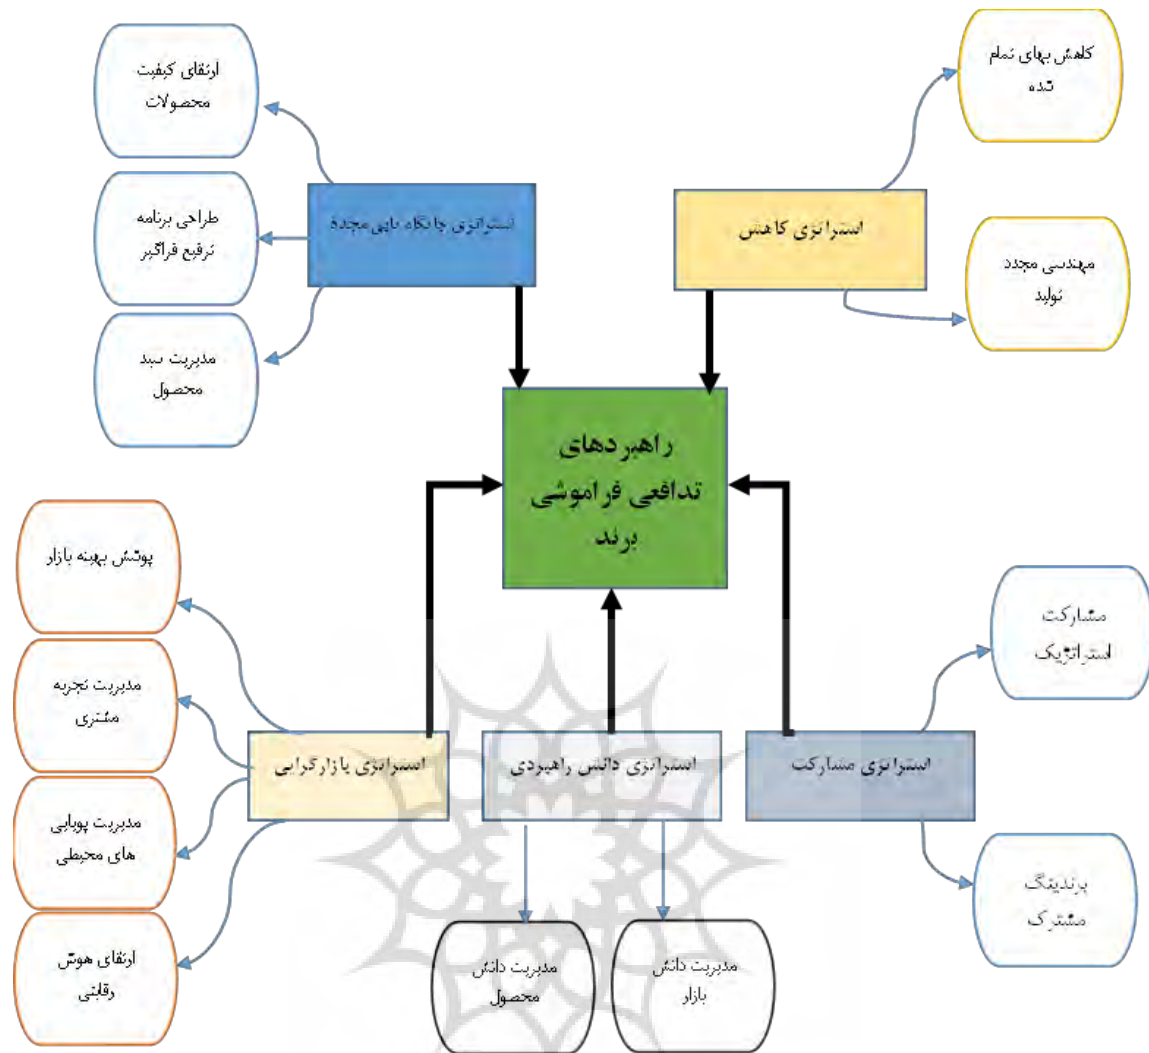 کاهش بهای تمام
شده
ارتقای کیفیت
محصولات
استراتژی کاهش
استراتژی جایگاه یابی مجدد
طراحی برنامه
ترفیع فراگیر
مهندسی مجدد
تولید
مدیریت سبد
محصول
راهبردهای
تدافعی فراموشی
برند
پوشش بهینه بازار
مشارکت
استراتژیک
مدیریت تجربه
مشتری
استراتژی مشارکت
استراتژی دانش راهبردی
استراتژی بازارگرایی
مدیریت پویایی
های محیطی
برندینگ
مشترک
ارتقای هوش
رقابتی
مدیریت دانش
بازار
مدیریت دانش
محصول